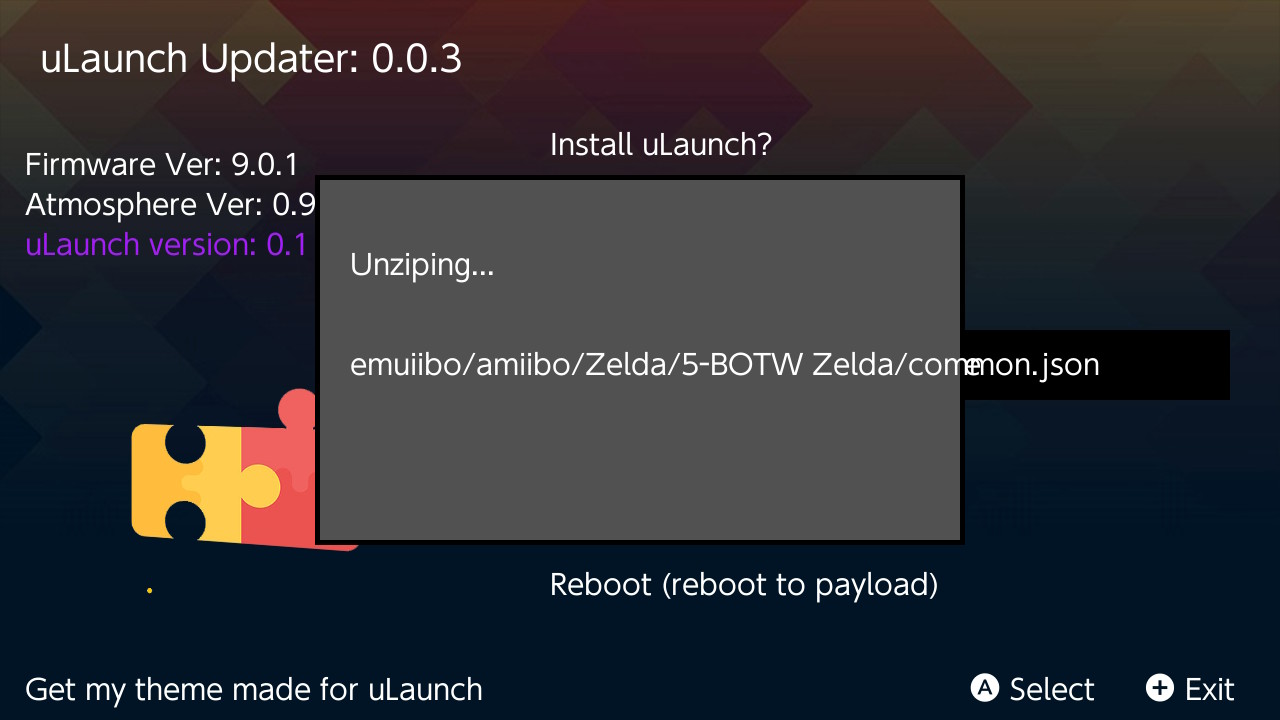 uLaunch Updater: 0.0.3
Install uLaunch?
Firmware Ver: 9.0.1
Atmosphere Ver: 0.9
uLaunch version: 0.1
Unziping...
emuiibo/amiibo/Zelda/5-BOTW Zelda/common.json
Reboot (reboot to payload)
Get my theme made for uLaunch
A Select
+ Exit